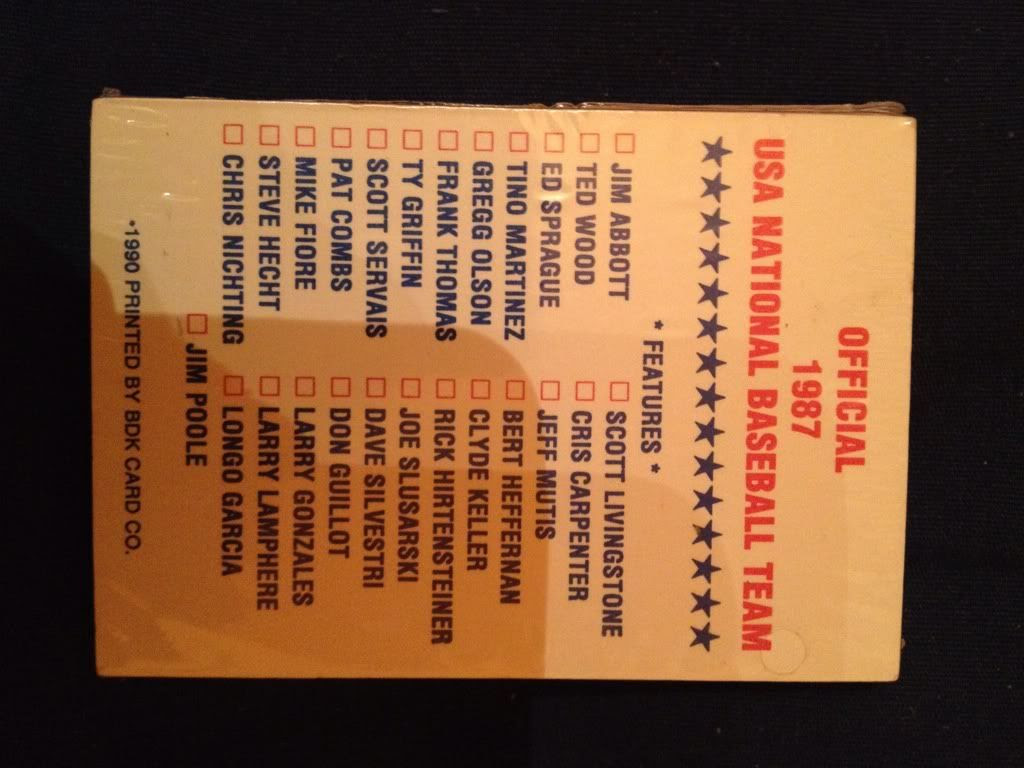 OFFICIAL
1987
USA NATIONAL BASEBALL TEAM
* FEATURES *
JIM ABBOTT
TED WOOD
ED SPRAGUE
TINO MARTINEZ
GREGG OLSON
FRANK THOMAS
TY GRIFFIN
SCOTT SERVAIS
PAT COMBS
MIKE FIORE
STEVE HECHT
CHRIS NICHTING
SCOTT LIVINGSTONE
CRIS CARPENTER
JEFF MUTIS
BERT HEFFERNAN
CLYDE KELLER
RICK HIRTENSTEINER
JOE SLUSARSKI
DAVE SILVESTRI
DON GUILLOT
LARRY GONZALES
LARRY LAMPHERE
LONGO GARCIA
JIM POOLE
*1990 PRINTED BY BDK CARD CO.